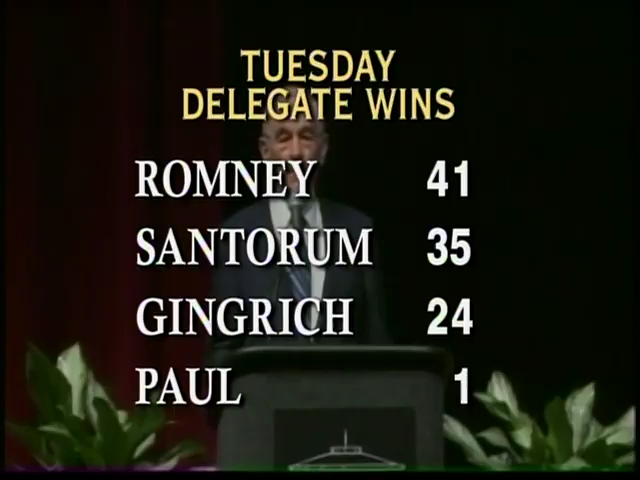 TUESDAY
DELEGATE WINS
ROMNEY 41
SANTORUM 35
GINGRICH 24
PAUL 1